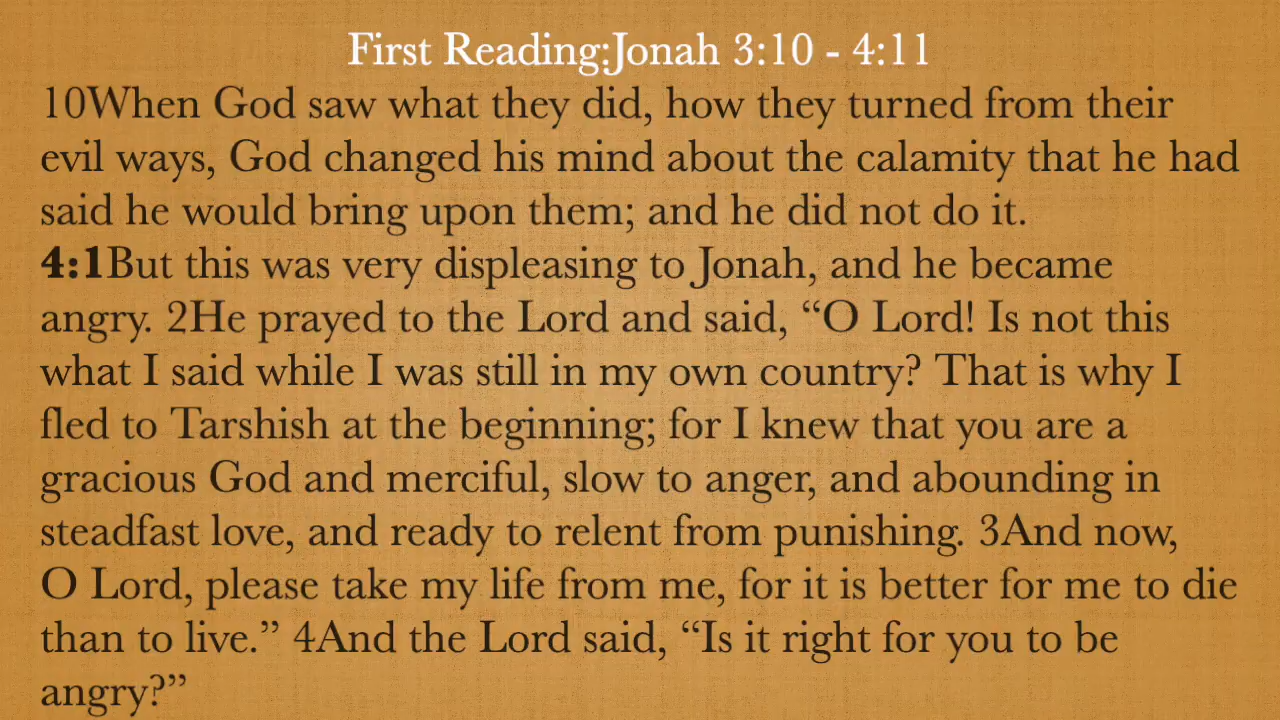 First Reading:Jonah 3:10 - 4:11
10When God saw what they did, how they turned from their
evil ways, God changed his mind about the calamity that he had
said he would bring upon them; and he did not do it.
4:1But this was very displeasing to Jonah, and he became
angry. 2He prayed to the Lord and said, “O Lord! Is not this
what I said while I was still in my own country? That is why I
fled to Tarshish at the beginning; for I knew that you are a
gracious God and merciful, slow to anger, and abounding in
steadfast love, and ready to relent from punishing. 3And now,
O Lord, please take my life from me, for it is better for me to die
than to live.” 4And the Lord said, “Is it right for you to be
angry?”